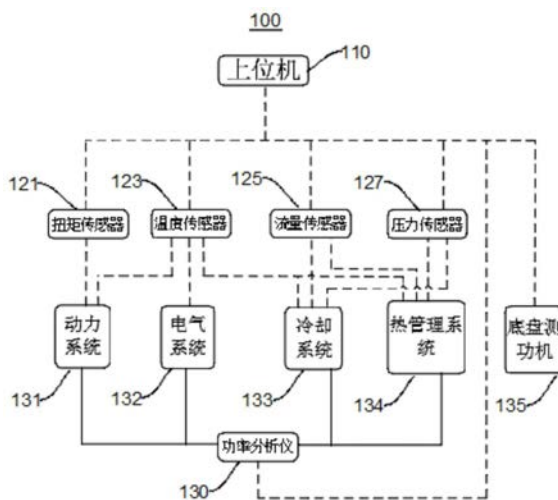 100
上位机
110
121
123
125
127
扭矩传感器
温度传感器
流量传感器
压力传感器
动力
系统
电气
系统
冷却
系统
热管理系
统
底盘测
功机
131
132
133
134
135
功率分析仪
130